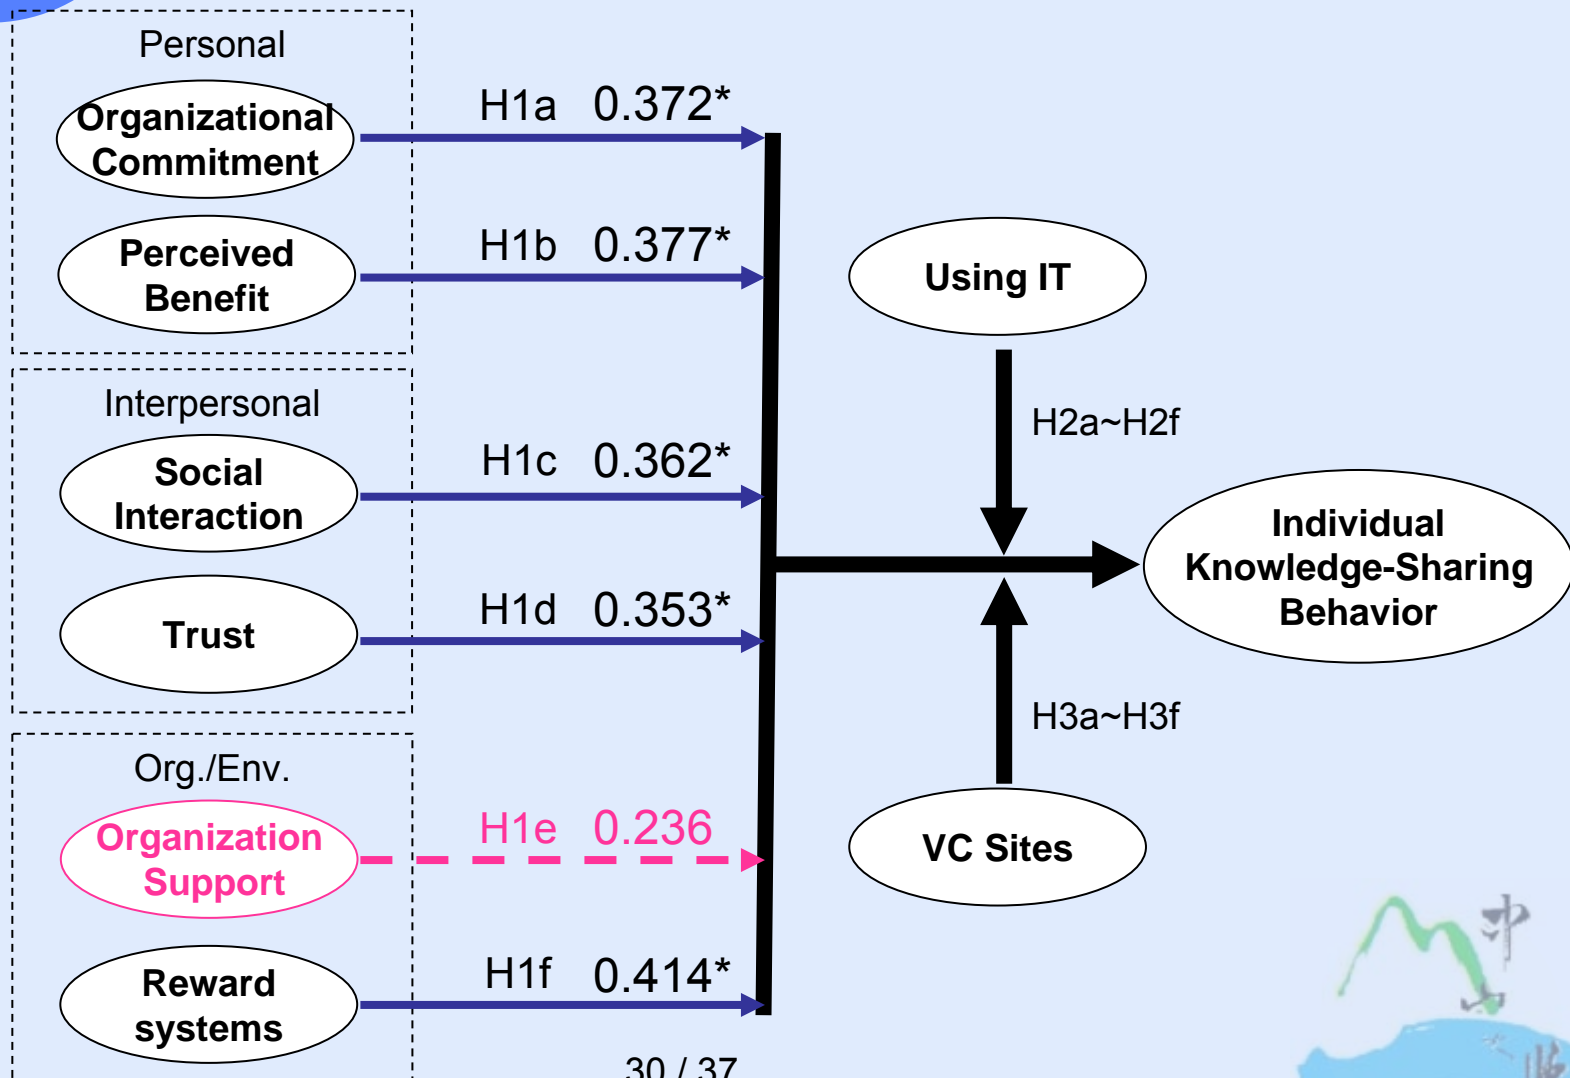 Personal
Organizational
Commitment
H1a 0.372*
Perceived
Benefit
H1b 0.377*
Interpersonal
Social
Interaction
H1c 0.362*
Trust
H1d 0.353*
Org./Env.
Organization
Support
H1e 0.236
Reward
systems
H1f 0.414*
Using IT
H2a~H2f
Individual
Knowledge-Sharing
Behavior
H3a~H3f
VC Sites
30 / 37
中山